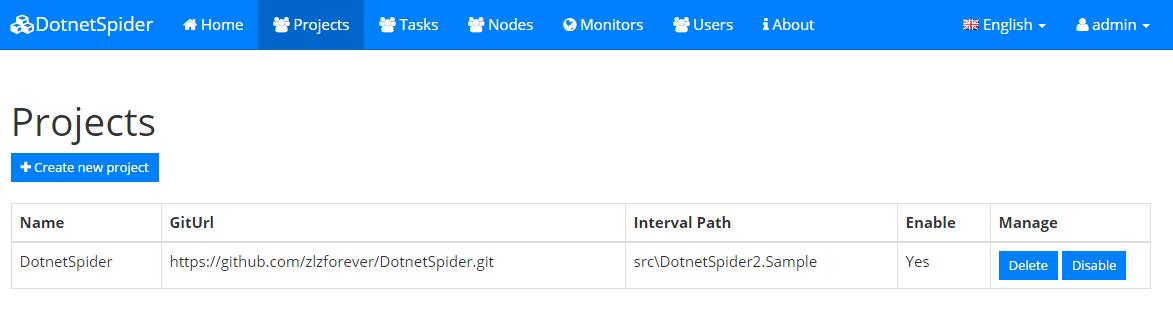 DotnetSpider Home Projects Tasks Nodes Monitors Users About English admin
Projects
Create new project
Name GitUrl Interval Path Enable Manage
DotnetSpider https://github.com/zlzforever/DotnetSpider.git src\DotnetSpider2.Sample Yes Delete Disable